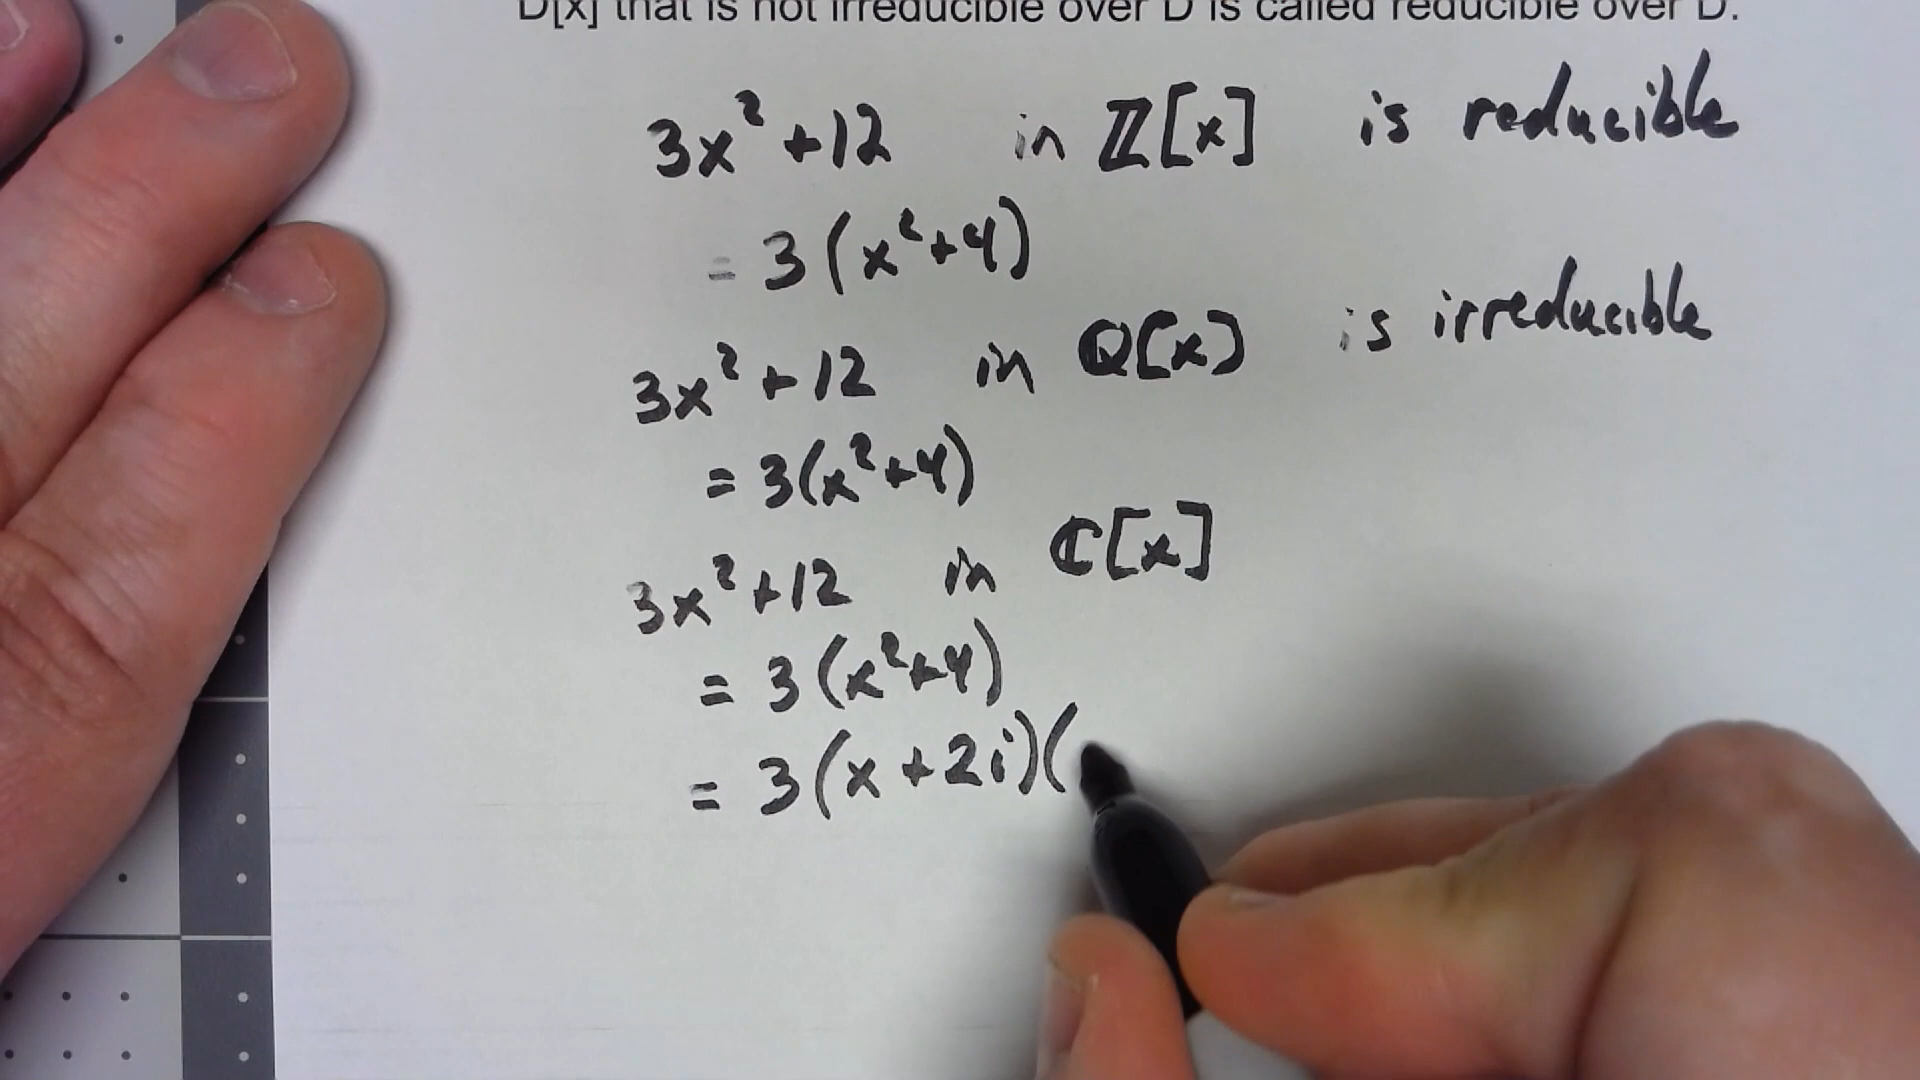 D[x] that is not irreducible over D is called reducible over D.
3x² +12 in ℤ[x] is reducible
= 3(x²+4)
3x² +12 in ℚ[x] is irreducible
= 3(x²+4)
3x²+12 in ℂ[x]
= 3(x²+4)
= 3(x+2i)(